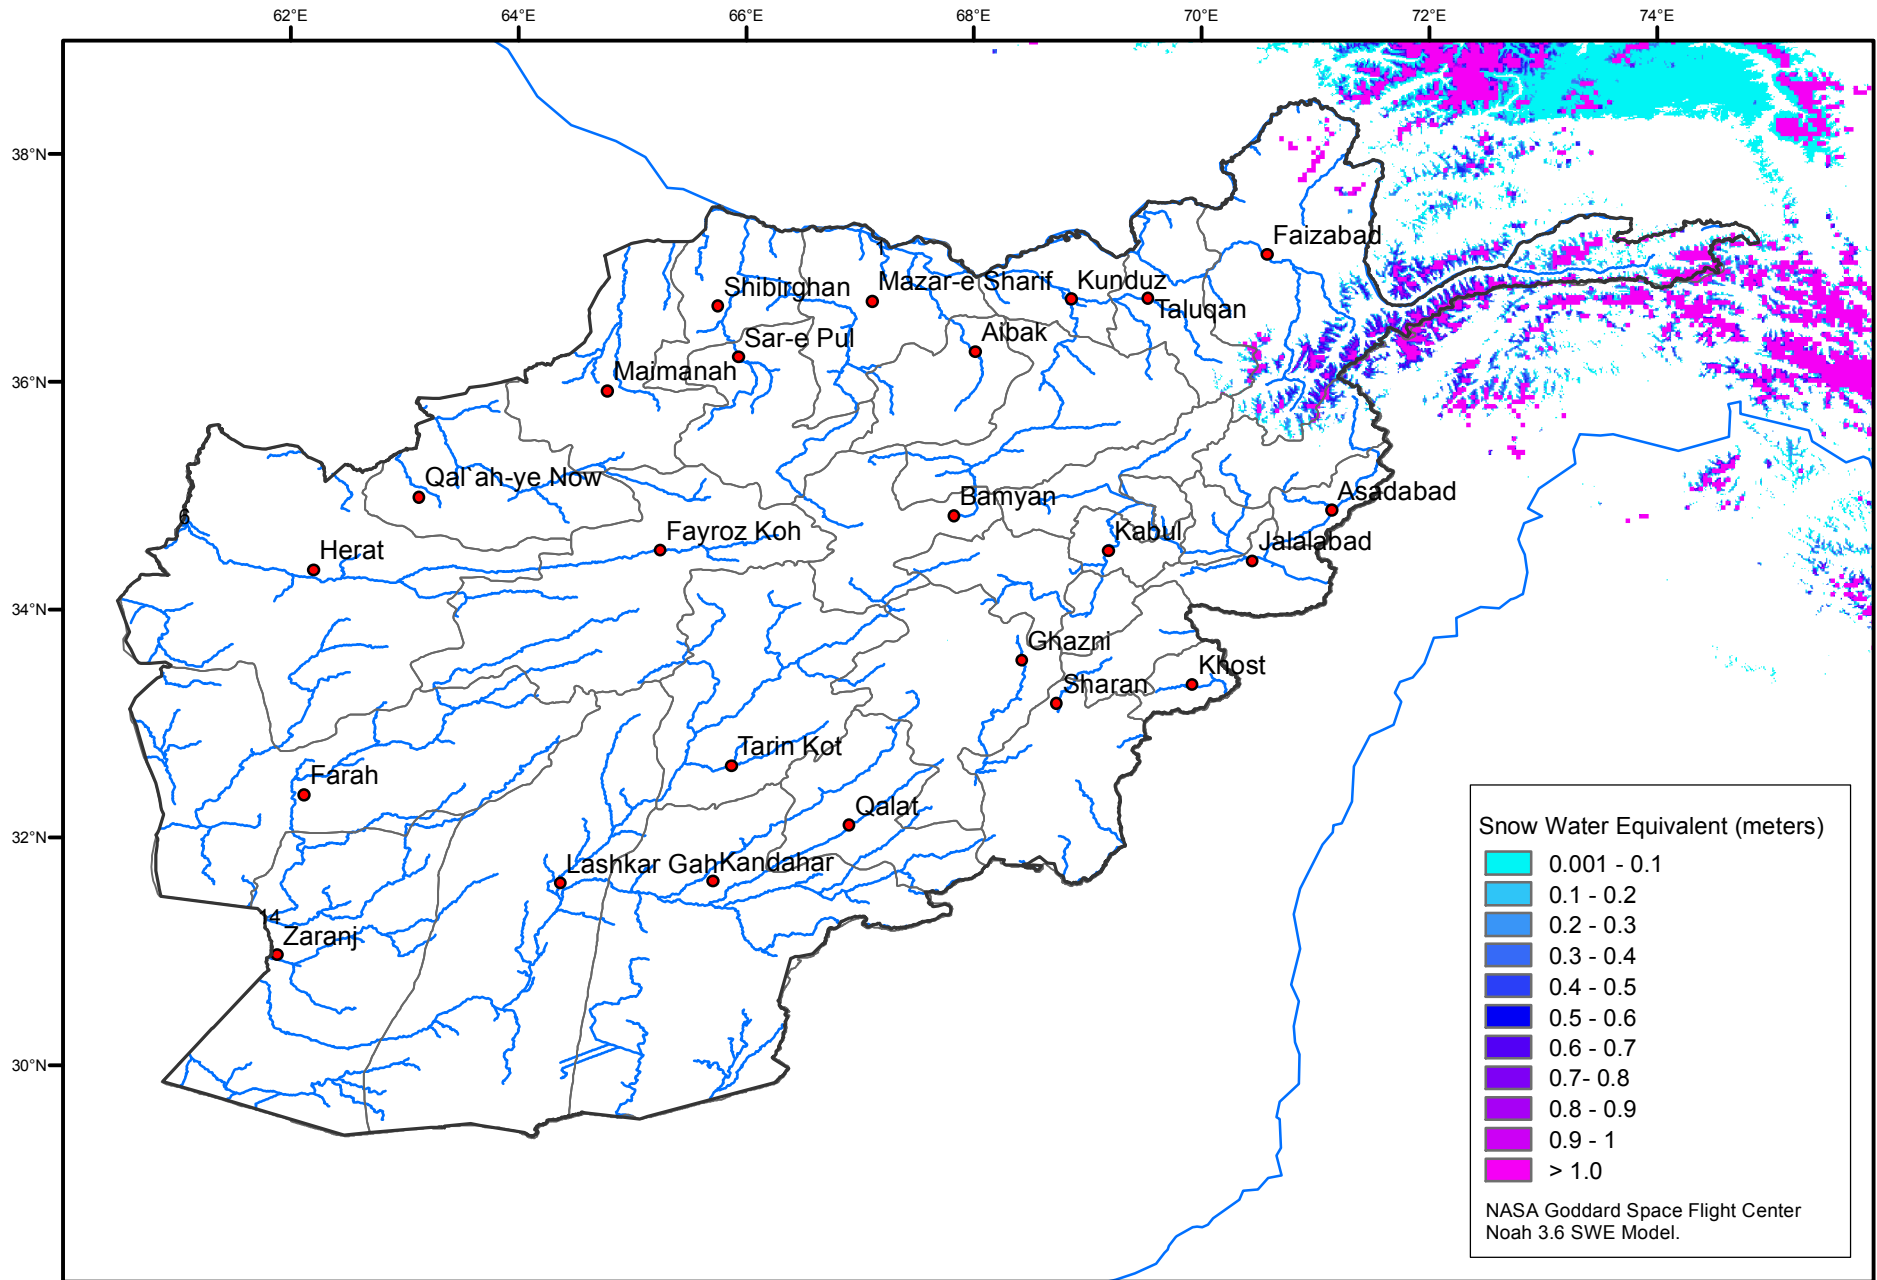 62°E 64°E 66°E 68°E 70°E 72°E 74°E
38°N
36°N
34°N
32°N
30°N
1
Faizabad
Shibirghan
Mazar-e Sharif
Kunduz
Taluqan
Sar-e Pul
Aibak
Maimanah
Qal`ah-ye Now
Bamyan
Asadabad
6
Fayroz Koh
Kabul
Jalalabad
Herat
Ghazni
Khost
Sharan
Tarin Kot
Farah
Qalat
Lashkar Gah
Kandahar
14
Zaranj
Snow Water Equivalent (meters)
0.001 - 0.1
0.1 - 0.2
0.2 - 0.3
0.3 - 0.4
0.4 - 0.5
0.5 - 0.6
0.6 - 0.7
0.7- 0.8
0.8 - 0.9
0.9 - 1
> 1.0
NASA Goddard Space Flight Center
Noah 3.6 SWE Model.